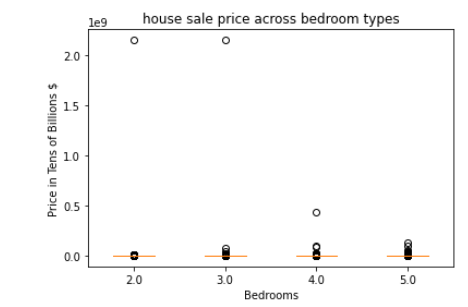 house sale price across bedroom types
1e9
Price in Tens of Billions $
2.0
1.5
1.0
0.5
0.0
2.0 3.0 4.0 5.0
Bedrooms